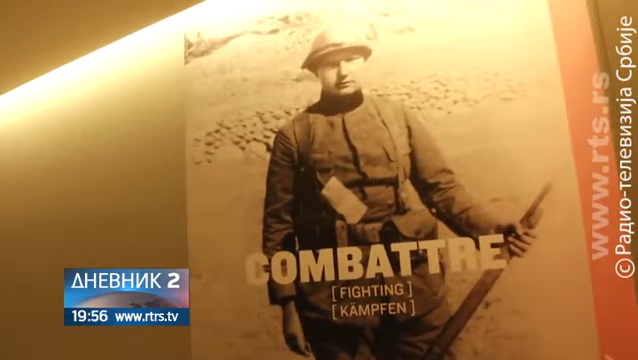 COMBATTRE
[ FIGHTING ]
[ KÄMPFEN ]
ДНЕВНИК 2
19:56 www.rtrs.tv
www.rts.rs
© Радио-телевизија Србије